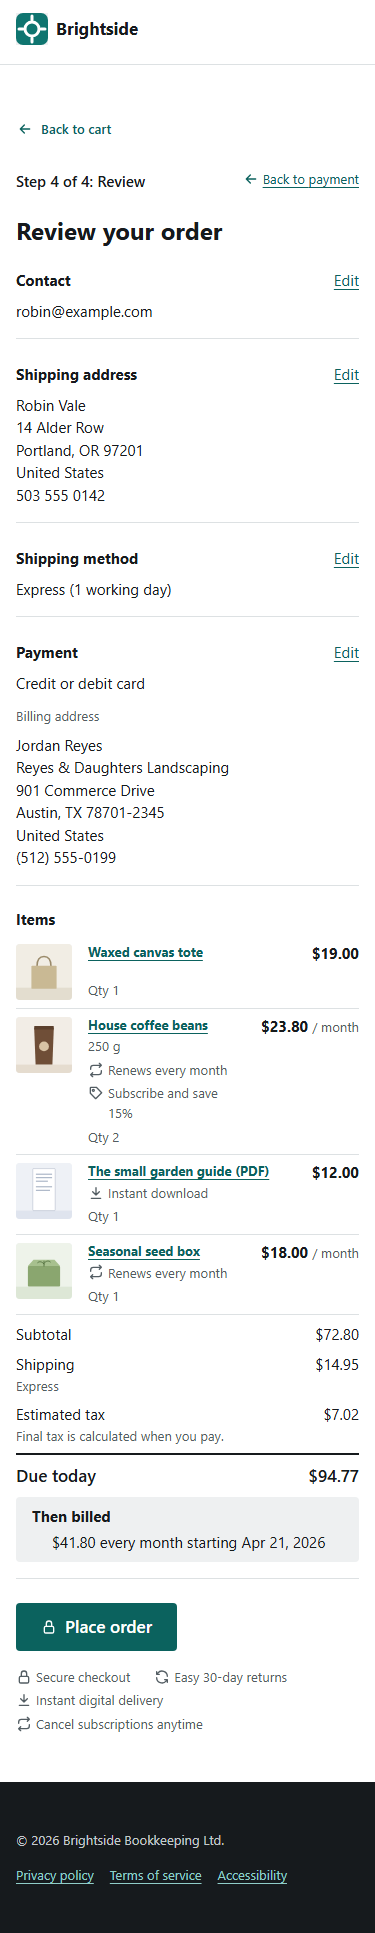 Brightside
Back to cart
Step 4 of 4: Review
Back to payment
Review your order
Contact
Edit
robin@example.com
Shipping address
Edit
Robin Vale
14 Alder Row
Portland, OR 97201
United States
503 555 0142
Shipping method
Edit
Express (1 working day)
Payment
Edit
Credit or debit card
Billing address
Jordan Reyes
Reyes & Daughters Landscaping
901 Commerce Drive
Austin, TX 78701-2345
United States
(512) 555-0199
Items
Waxed canvas tote
$19.00
Qty 1
House coffee beans
$23.80 / month
250 g
Renews every month
Subscribe and save
15%
Qty 2
The small garden guide (PDF)
$12.00
Instant download
Qty 1
Seasonal seed box
$18.00 / month
Renews every month
Qty 1
Subtotal
$72.80
Shipping
$14.95
Express
Estimated tax
$7.02
Final tax is calculated when you pay.
Due today
$94.77
Then billed
$41.80 every month starting Apr 21, 2026
Place order
Secure checkout
Easy 30-day returns
Instant digital delivery
Cancel subscriptions anytime
© 2026 Brightside Bookkeeping Ltd.
Privacy policy
Terms of service
Accessibility